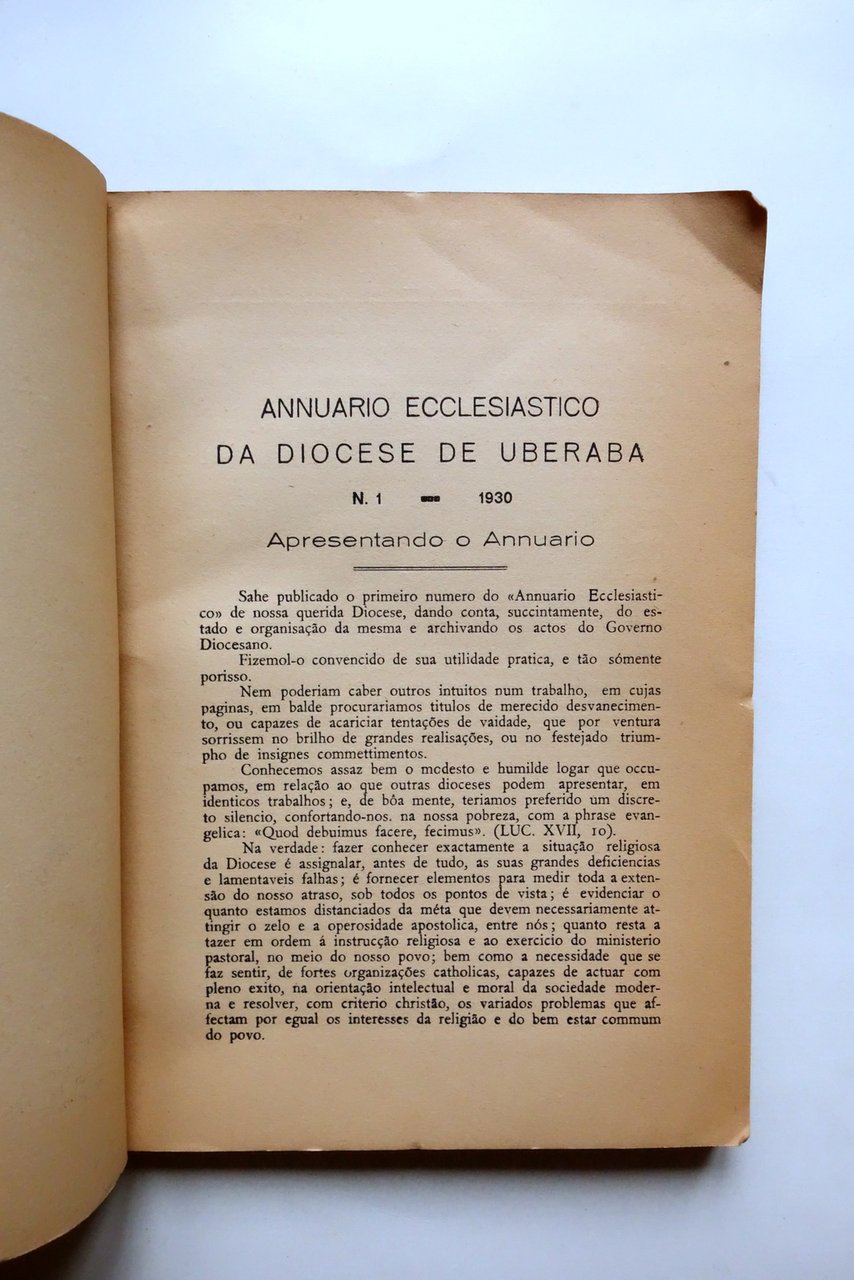 ANNUARIO ECCLESIASTICO
DA DIOCESE DE UBERABA
N. 1 — 1930
Apresentando o Annuario
Sahe publicado o primeiro numero do «Annuario Ecclesiasti-
co» de nossa querida Diocese, dando conta, succintamente, do es-
tado e organisação da mesma e archivando os actos do Governo
Diocesano.
Fizemol-o convencido de sua utilidade pratica, e tão sómente
porisso.
Nem poderiam caber outros intuitos num trabalho, em cujas
paginas, em balde procurariamos titulos de merecido desvanecimen-
to, ou capazes de acariciar tentações de vaidade, que por ventura
sorrissem no brilho de grandes realisações, ou no festejado trium-
pho de insignes commettimentos.
Conhecemos assaz bem o modesto e humilde logar que occu-
pamos, em relação ao que outras dioceses podem apresentar, em
identicos trabalhos; e, de bôa mente, teriamos preferido um discre-
to silencio, confortando-nos. na nossa pobreza, com a phrase evan-
gelica: «Quod debuimus facere, fecimus». (LUC. XVII, 10).
Na verdade: fazer conhecer exactamente a situação religiosa
da Diocese é assignalar, antes de tudo, as suas grandes deficiencias
e lamentaveis falhas; é fornecer elementos para medir toda a exten-
são do nosso atraso, sob todos os pontos de vista; é evidenciar o
quanto estamos distanciados da méta que devem necessariamente at-
tingir o zelo e a operosidade apostolica, entre nós; quanto resta a
tazer em ordem á instrucção religiosa e ao exercicio do ministerio
pastoral, no meio do nosso povo; bem como a necessidade que se
faz sentir, de fortes organizações catholicas, capazes de actuar com
pleno exito, na orientação intelectual e moral da sociedade moder-
na e resolver, com criterio christão, os variados problemas que af-
fectam por egual os interesses da religião e do bem estar commum
do povo.